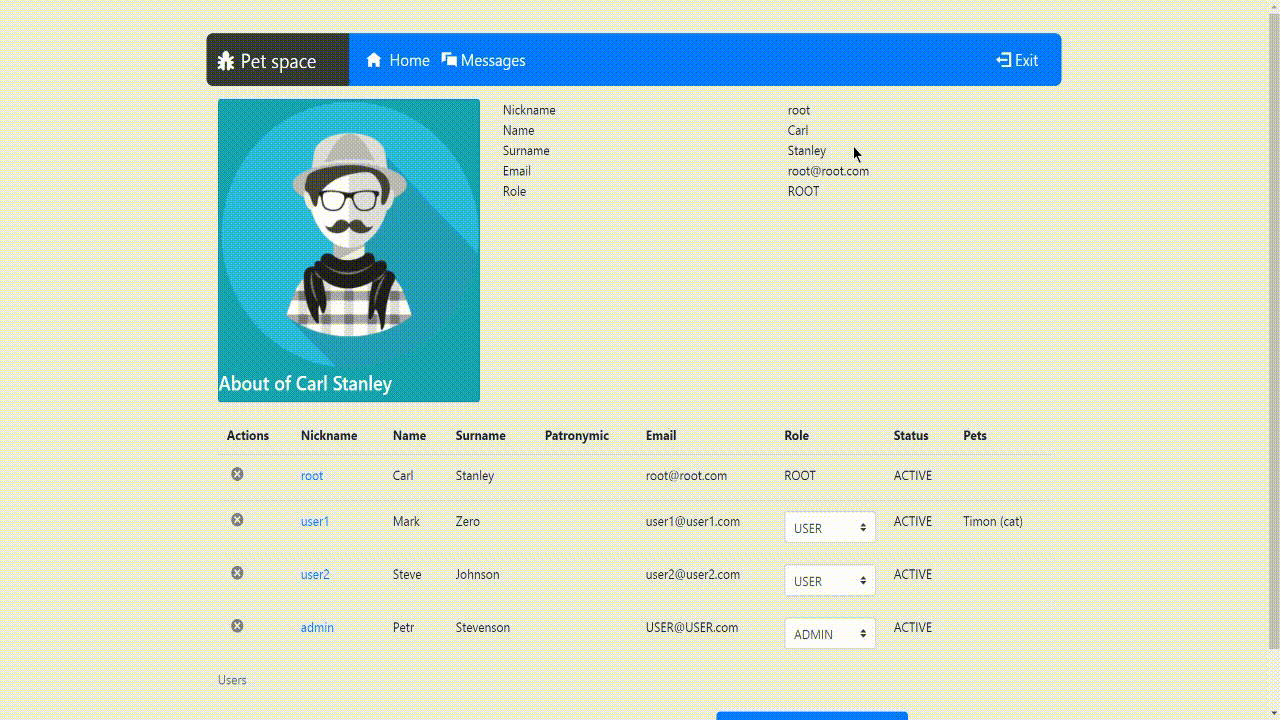 Pet space Home Messages Exit
Nickname root
Name Carl
Surname Stanley
Email root@root.com
Role ROOT
About of Carl Stanley
Actions Nickname Name Surname Patronymic Email Role Status Pets
root Carl Stanley root@root.com ROOT ACTIVE
user1 Mark Zero user1@user1.com USER ACTIVE Timon (cat)
user2 Steve Johnson user2@user2.com USER ACTIVE
admin Petr Stevenson USER@USER.com ADMIN ACTIVE
Users